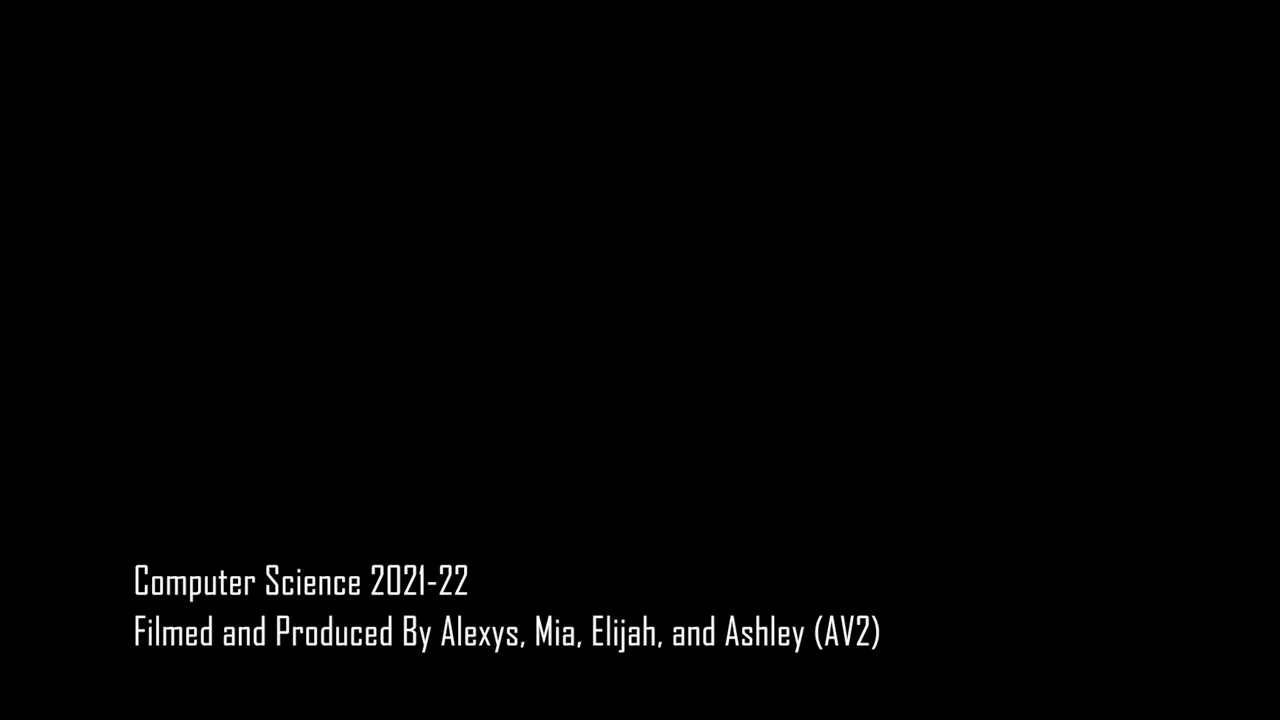 Computer Science 2021-22
Filmed and Produced By Alexys, Mia, Elijah, and Ashley (AV2)